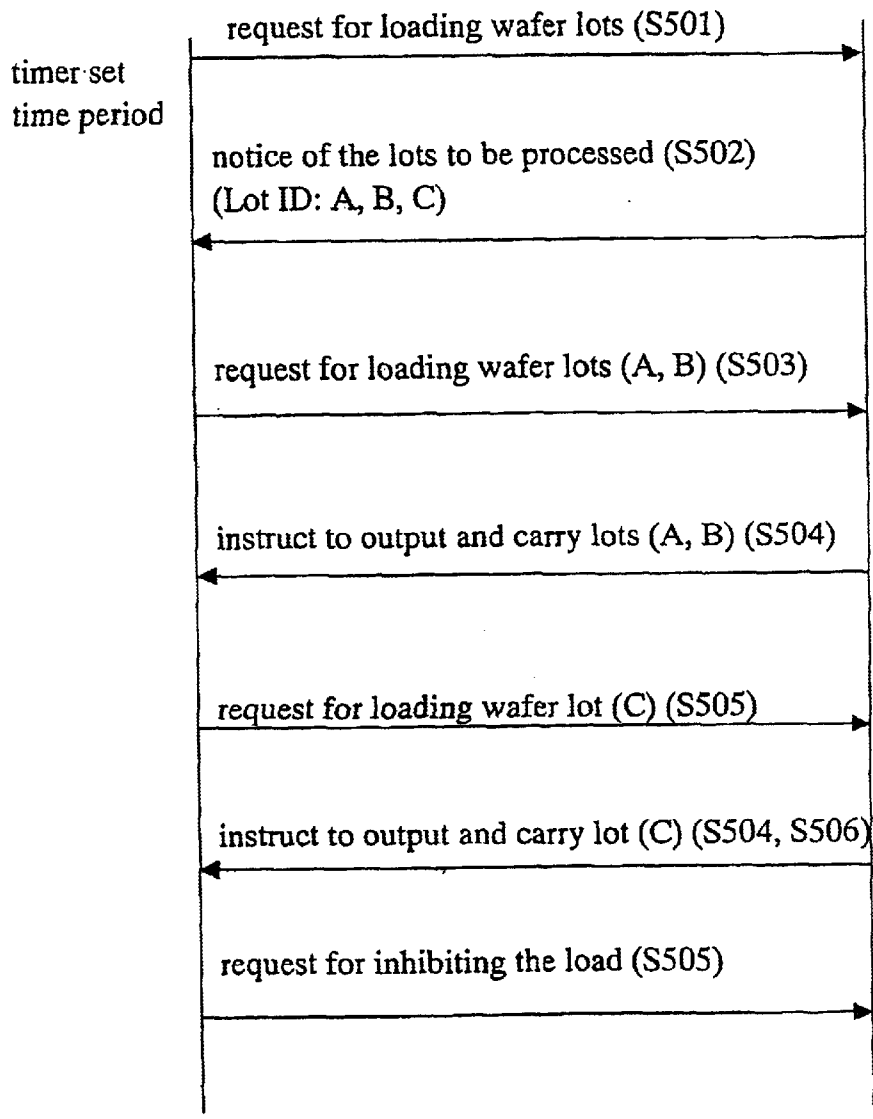 request for loading wafer lots (S501)
timer set
time period
notice of the lots to be processed (S502)
(Lot ID: A, B, C)
request for loading wafer lots (A, B) (S503)
instruct to output and carry lots (A, B) (S504)
request for loading wafer lot (C) (S505)
instruct to output and carry lot (C) (S504, S506)
request for inhibiting the load (S505)